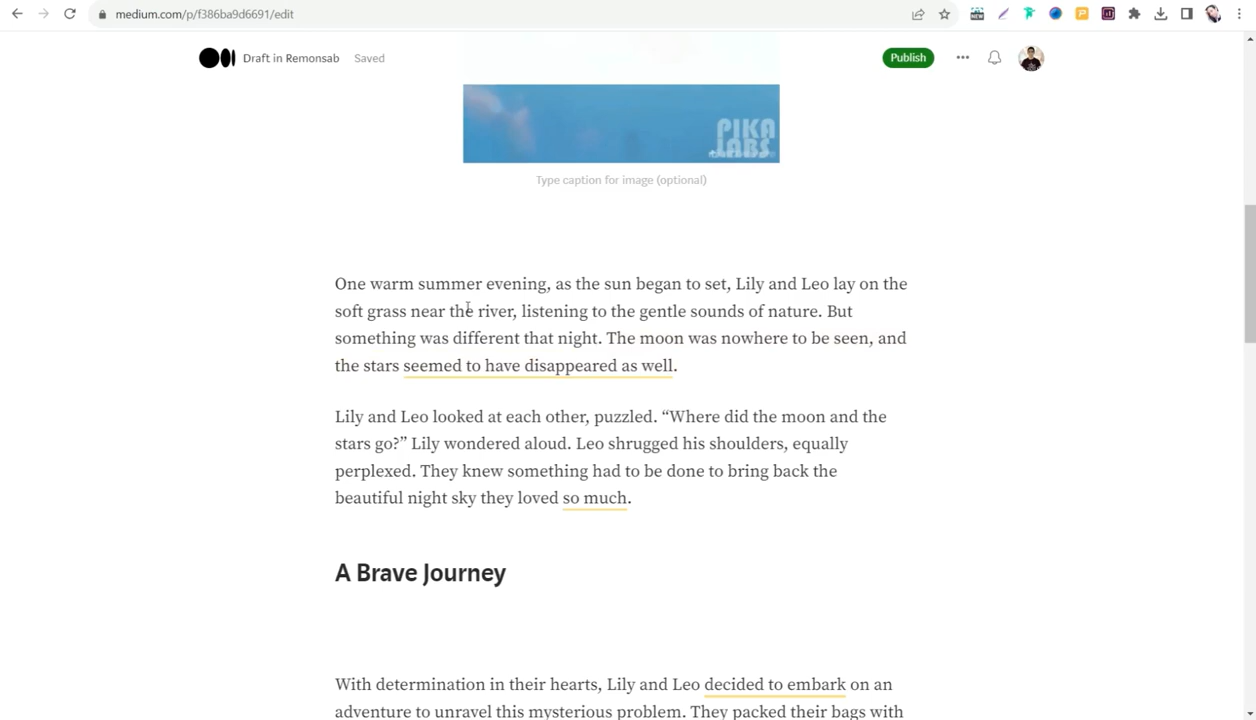 medium.com/p/f386ba9d6691/edit
Draft in Remonsab Saved Publish
PIKA
LABS
Type caption for image (optional)
One warm summer evening, as the sun began to set, Lily and Leo lay on the
soft grass near the river, listening to the gentle sounds of nature. But
something was different that night. The moon was nowhere to be seen, and
the stars seemed to have disappeared as well.
Lily and Leo looked at each other, puzzled. “Where did the moon and the
stars go?” Lily wondered aloud. Leo shrugged his shoulders, equally
perplexed. They knew something had to be done to bring back the
beautiful night sky they loved so much.
A Brave Journey
With determination in their hearts, Lily and Leo decided to embark on an
adventure to unravel this mysterious problem. They packed their bags with